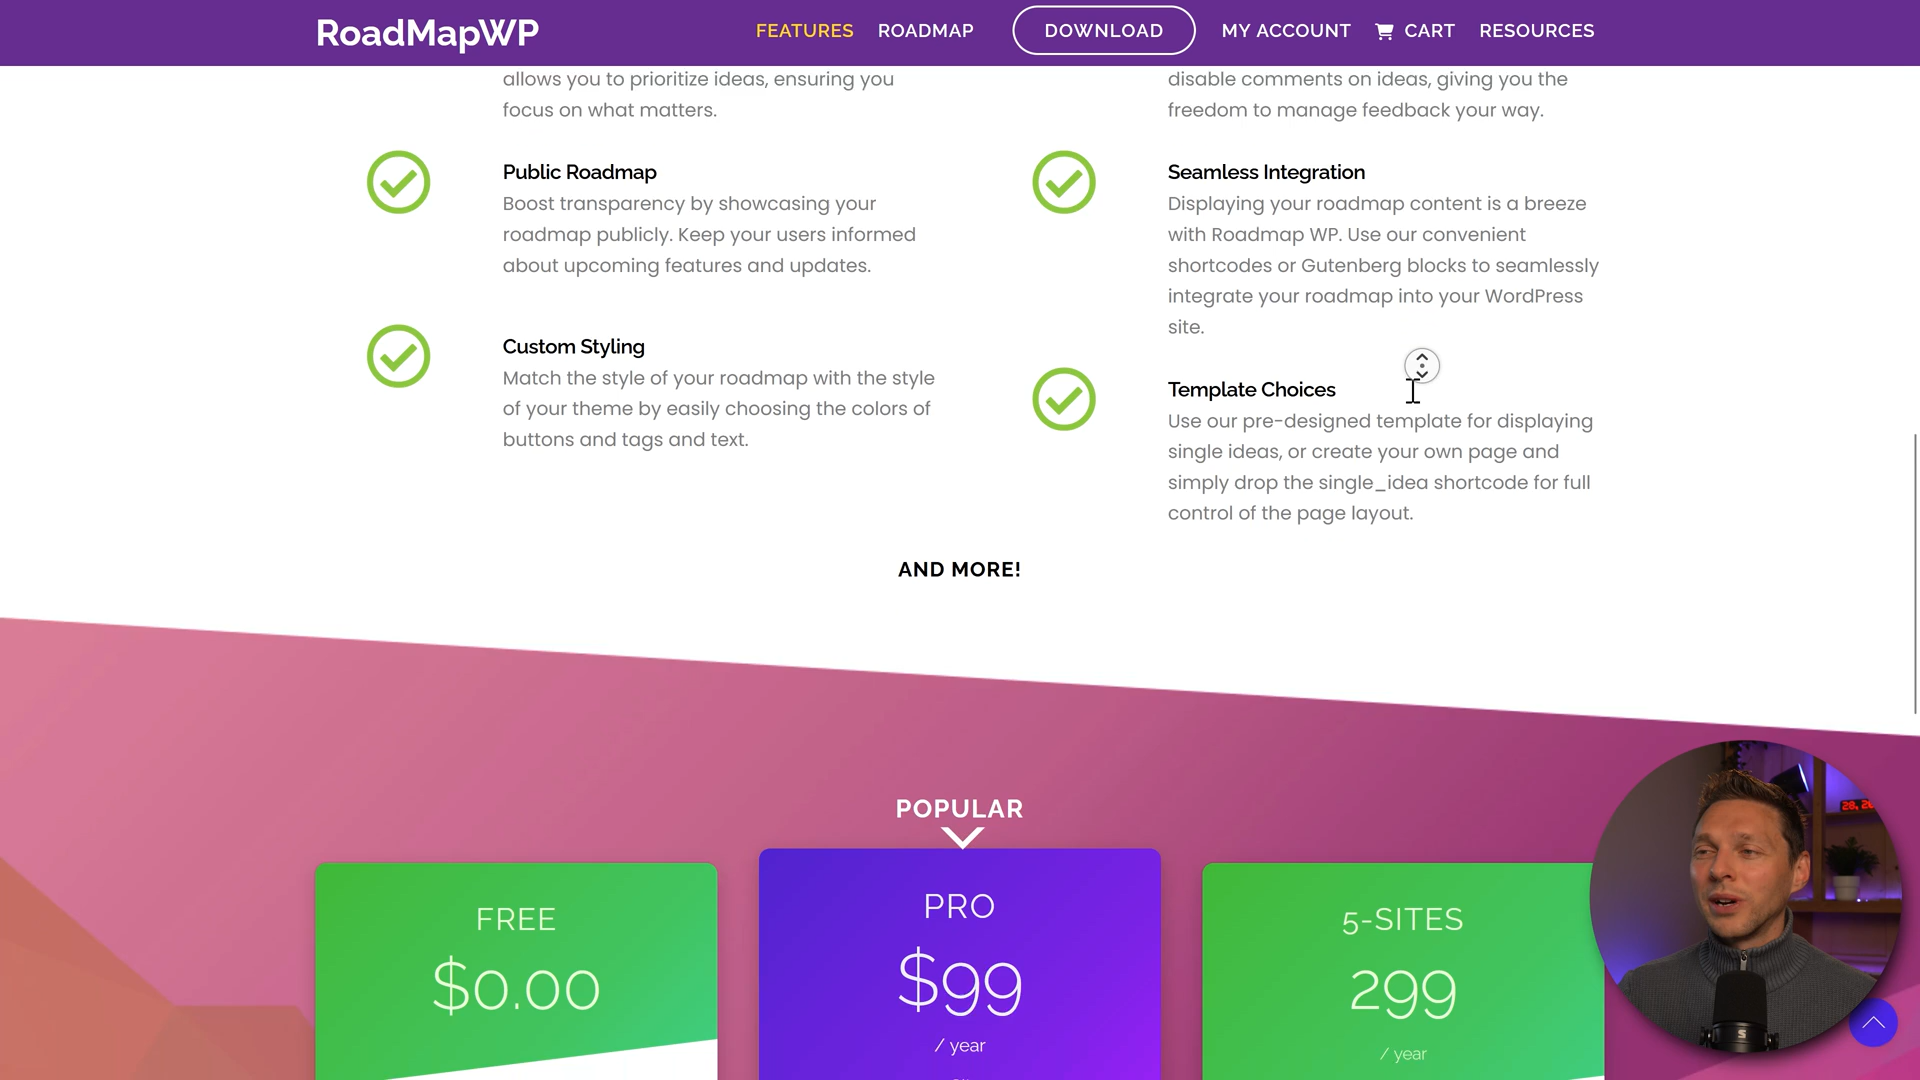 RoadMapWP
FEATURES
ROADMAP
DOWNLOAD
MY ACCOUNT
CART
RESOURCES
allows you to prioritize ideas, ensuring you
focus on what matters.
disable comments on ideas, giving you the
freedom to manage feedback your way.
Public Roadmap
Boost transparency by showcasing your
roadmap publicly. Keep your users informed
about upcoming features and updates.
Seamless Integration
Displaying your roadmap content is a breeze
with Roadmap WP. Use our convenient
shortcodes or Gutenberg blocks to seamlessly
integrate your roadmap into your WordPress
site.
Custom Styling
Match the style of your roadmap with the style
of your theme by easily choosing the colors of
buttons and tags and text.
Template Choices
Use our pre-designed template for displaying
single ideas, or create your own page and
simply drop the single_idea shortcode for full
control of the page layout.
AND MORE!
POPULAR
FREE
$0.00
PRO
$99
/ year
5-SITES
299
/ year